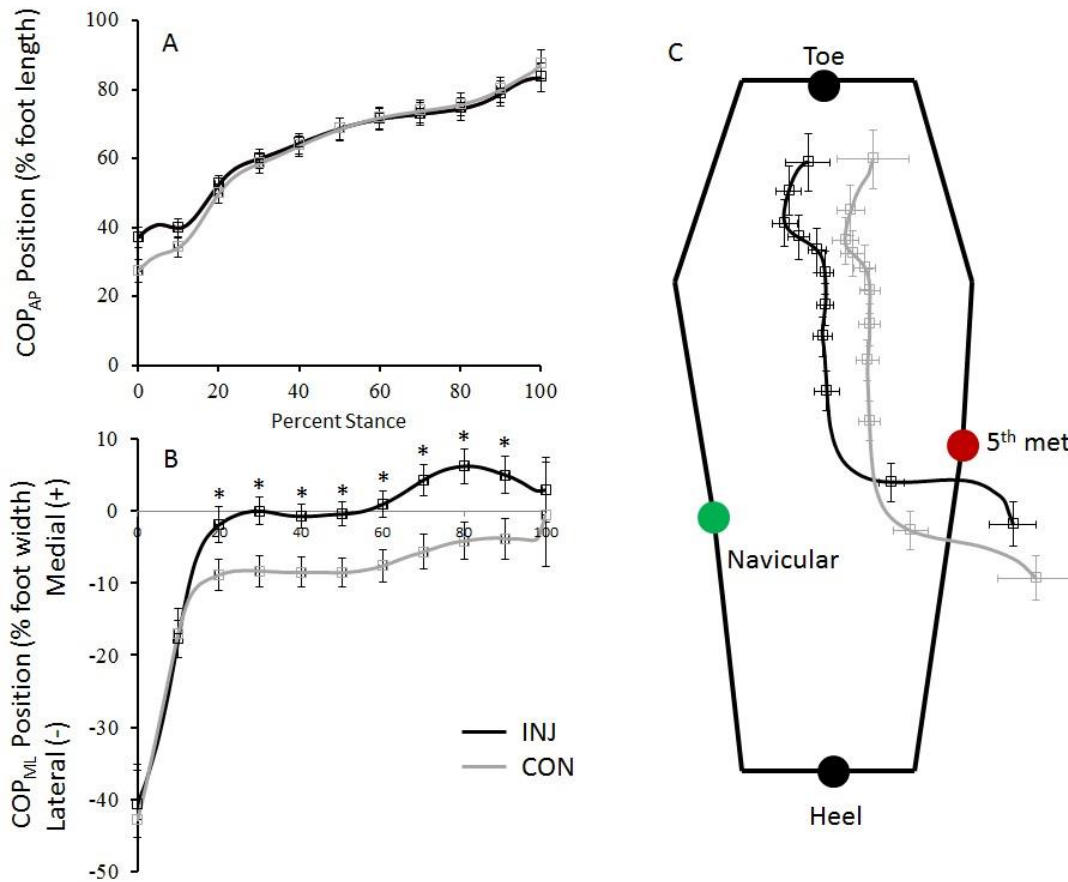 A
COP_AP Position (% foot length)
100
80
60
40
20
0
0 20 40 60 80 100
Percent Stance
B
COP_ML Position (% foot width)
Lateral (-) Medial (+)
10
0
-10
-20
-30
-40
-50
0 20 40 60 80 100
* * * * * * * *
INJ
CON
C
Toe
5th met
Navicular
Heel